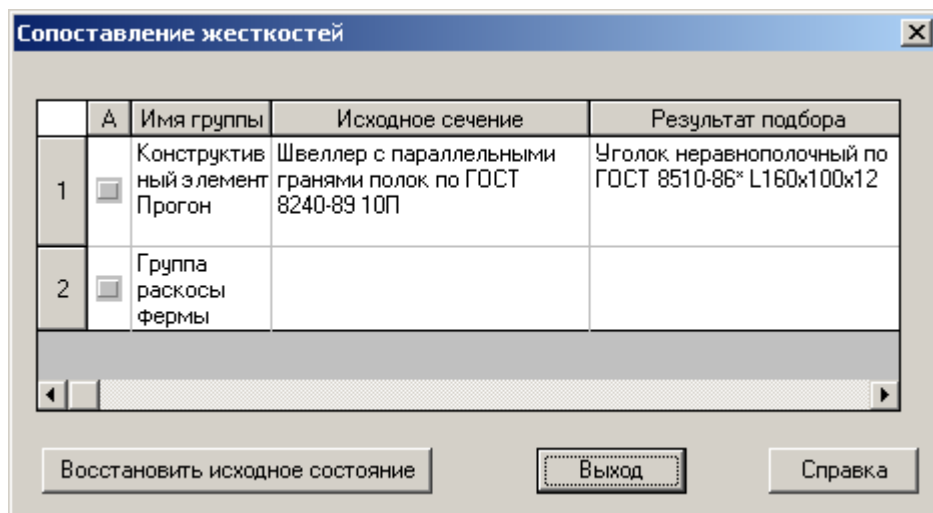 Сопоставление жесткостей
А Имя группы Исходное сечение Результат подбора
1
Конструктив
ный элемент
Прогон
Швеллер с параллельными
гранями полок по ГОСТ
8240-89 10П
Уголок неравнополочный по
ГОСТ 8510-86* L160x100x12
2
Группа
раскосы
фермы
Восстановить исходное состояние Выход Справка